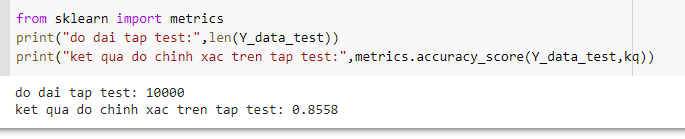 from sklearn import metrics
print("do dai tap test:",len(Y_data_test))
print("ket qua do chinh xac tren tap test:",metrics.accuracy_score(Y_data_test,kq))
do dai tap test: 10000
ket qua do chinh xac tren tap test: 0.8558